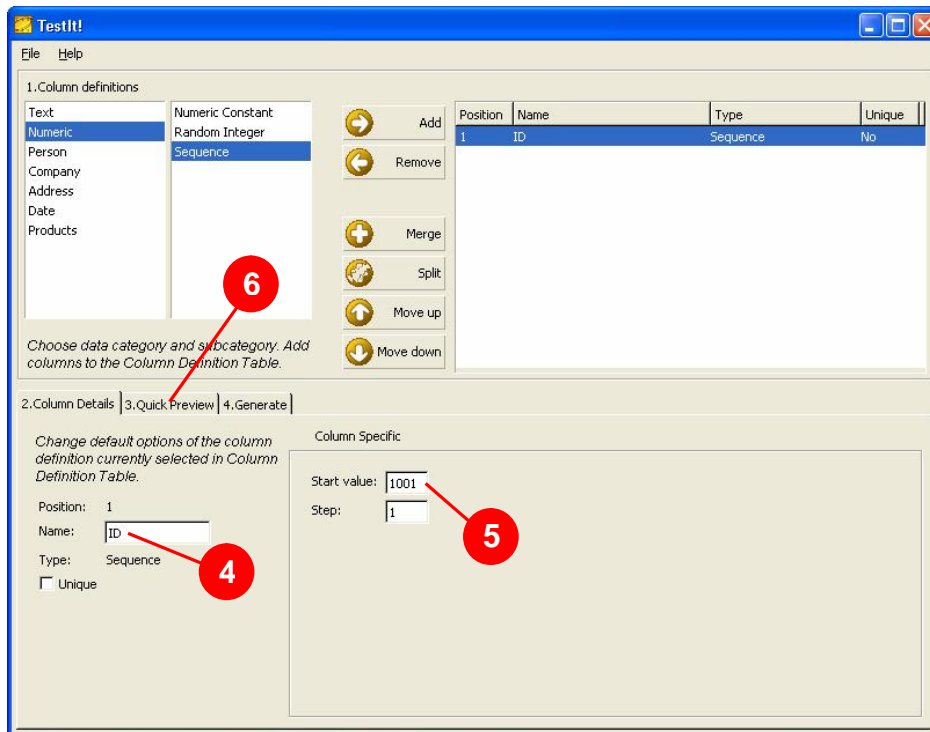 TestIt!
File Help
1.Column definitions
Text
Numeric
Person
Company
Address
Date
Products
Numeric Constant
Random Integer
Sequence
Add
Remove
Merge
Split
Move up
Move down
Position Name Type Unique
1 ID Sequence No
6
Choose data category and subcategory. Add
columns to the Column Definition Table.
2.Column Details 3.Quick Preview 4.Generate
Change default options of the column
definition currently selected in Column
Definition Table.
Position: 1
Name: ID
Type: Sequence
Unique
4
Column Specific
Start value: 1001
Step: 1
5